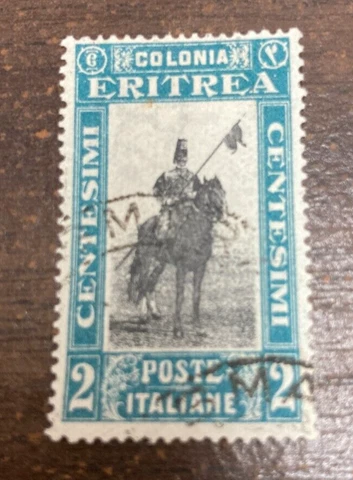 COLONIA
ERITREA
CENTESIMI
CENTESIMI
2
POSTE
ITALIANE
2